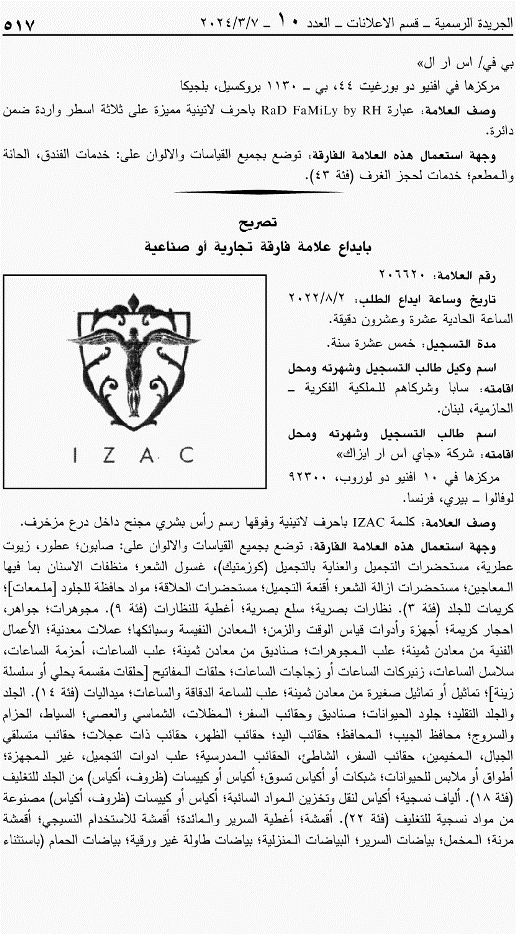 الجريدة الرسمية ــ قسم الاعلانات ــ العدد ١٠ ــ ٢٠٢٤/٣/٧ ٥١٧
بي في/ اس ار ال»
مركزها في افنيو دو بورغيت ٤٤، بي ــ ١١٣٠ بروكسيل، بلجيكا
وصف العلامة: عبارة RaD FaMiLy by RH باحرف لاتينية مميزة على ثلاثة اسطر واردة ضمن
دائرة.
وجهة استعمال هذه العلامة الفارقة: توضع بجميع القياسات والالوان على: خدمات الفندق، الحانة
والمطعم؛ خدمات لحجز الغرف (فئة ٤٣).
تصريح
بايداع علامة فارقة تجارية أو صناعية
رقم العلامة: ٢٠٦٦٢٠
تاريخ وساعة ايداع الطلب: ٢٠٢٢/٨/٢
الساعة الحادية عشرة وعشرون دقيقة.
مدة التسجيل: خمس عشرة سنة.
اسم وكيل طالب التسجيل وشهرته ومحل
اقامته: سابا وشركاهم للملكية الفكرية ــ
الحازمية، لبنان.
اسم طالب التسجيل وشهرته ومحل
اقامته: شركة «جاي اس ار ايزاك»
مركزها في ١٠ افنيو دو لوروب، ٩٢٣٠٠
لوفالوا ــ بيري، فرنسا.
IZAC
وصف العلامة: كلمة IZAC باحرف لاتينية وفوقها رسم رأس بشري مجنح داخل درع مزخرف.
وجهة استعمال هذه العلامة الفارقة: توضع بجميع القياسات والالوان على: صابون؛ عطور، زيوت
عطرية، مستحضرات التجميل والعناية بالتجميل (كوزمتيك)، غسول الشعر؛ منظفات الاسنان بما فيها
المعاجين؛ مستحضرات ازالة الشعر؛ أقنعة التجميل؛ مستحضرات الحلاقة؛ مواد حافظة للجلود [ملمعات]؛
كريمات للجلد (فئة ٣). نظارات بصرية؛ سلع بصرية؛ أغطية للنظارات (فئة ٩). مجوهرات؛ جواهر،
احجار كريمة؛ أجهزة وأدوات قياس الوقت والزمن؛ المعادن النفيسة وسبائكها؛ عملات معدنية؛ الأعمال
الفنية من معادن ثمينة؛ علب المجوهرات؛ صناديق من معادن ثمينة؛ علب الساعات، أحزمة الساعات،
سلاسل الساعات، زنبركات الساعات أو زجاجات الساعات؛ حلقات المفاتيح [حلقات مقسمة بحلي أو سلسلة
زينة]؛ تماثيل أو تماثيل صغيرة من معادن ثمينة؛ علب للساعة الدقاقة والساعات؛ ميداليات (فئة ١٤). الجلد
والجلد التقليد؛ جلود الحيوانات؛ صناديق وحقائب السفر؛ المظلات، الشماسي والعصي؛ السياط، الحزام
والسروج؛ محافظ الجيب؛ المحافظ؛ حقائب اليد؛ حقائب الظهر، حقائب ذات عجلات؛ حقائب متسلقي
الجبال، المخيمين، حقائب السفر، الشاطئ، الحقائب المدرسية؛ علب ادوات التجميل، غير المجهزة؛
أطواق أو ملابس للحيوانات؛ شبكات أو أكياس تسوق؛ أكياس أو كييسات (ظروف، أكياس) من الجلد للتغليف
(فئة ١٨). ألياف نسجية؛ أكياس لنقل وتخزين المواد السائبة؛ أكياس أو كييسات (ظروف، أكياس) مصنوعة
من مواد نسجية للتغليف (فئة ٢٢). أقمشة؛ أغطية السرير والمائدة؛ أقمشة للاستخدام النسيجي؛ أقمشة
مرنة؛ المخمل؛ بياضات السرير؛ البياضات المنزلية؛ بياضات طاولة غير ورقية؛ بياضات الحمام (باستثناء